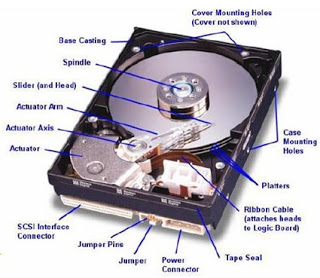 Cover Mounting Holes
(Cover not shown)
Base Casting
Spindle
Slider (and Head)
Actuator Arm
Actuator Axis
Actuator
Case
Mounting
Holes
Platters
Ribbon Cable
(attaches heads
to Logic Board)
SCSI Interface
Connector
Jumper Pins
Jumper
Power
Connector
Tape Seal